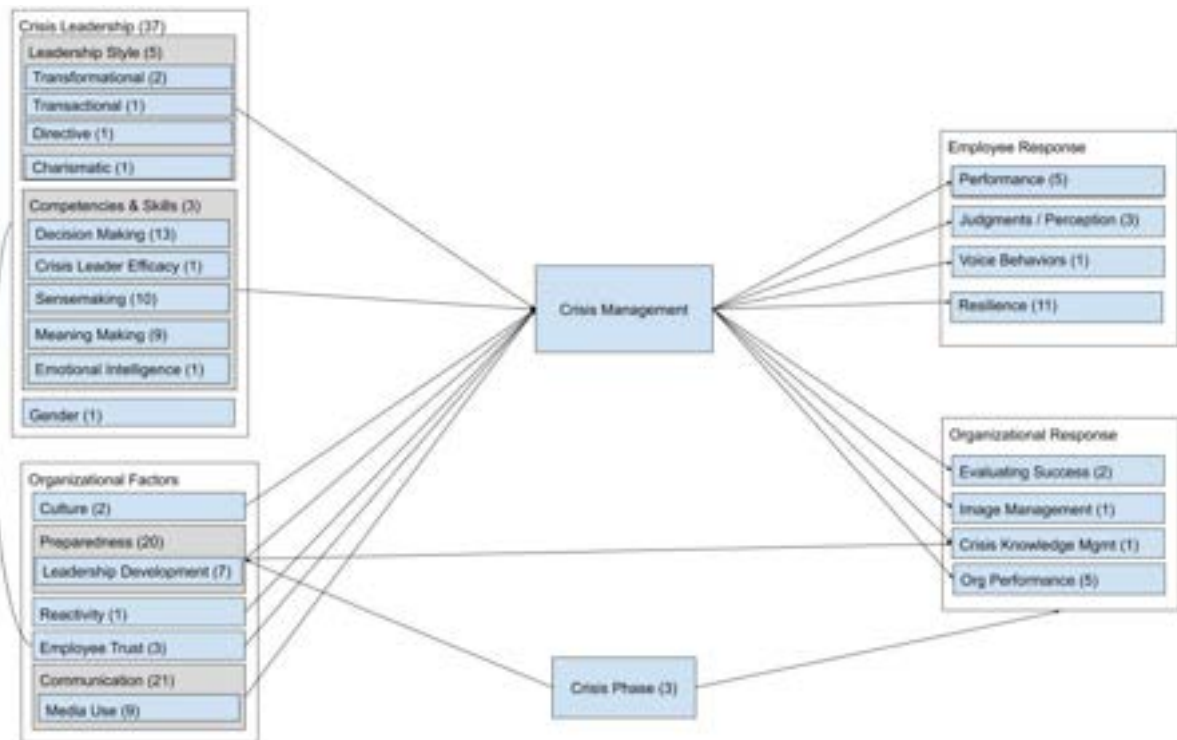 Crisis Leadership (37)
Leadership Style (5)
Transformational (2)
Transactional (1)
Directive (1)
Charismatic (1)
Competencies & Skills (3)
Decision Making (13)
Crisis Leader Efficacy (1)
Sensemaking (10)
Meaning Making (9)
Emotional Intelligence (1)
Gender (1)
Organizational Factors
Culture (2)
Preparedness (20)
Leadership Development (7)
Reactivity (1)
Employee Trust (3)
Communication (21)
Media Use (9)
Crisis Management
Crisis Phase (3)
Employee Response
Performance (5)
Judgments / Perception (3)
Voice Behaviors (1)
Resilience (11)
Organizational Response
Evaluating Success (2)
Image Management (1)
Crisis Knowledge Mgmt (1)
Org Performance (5)